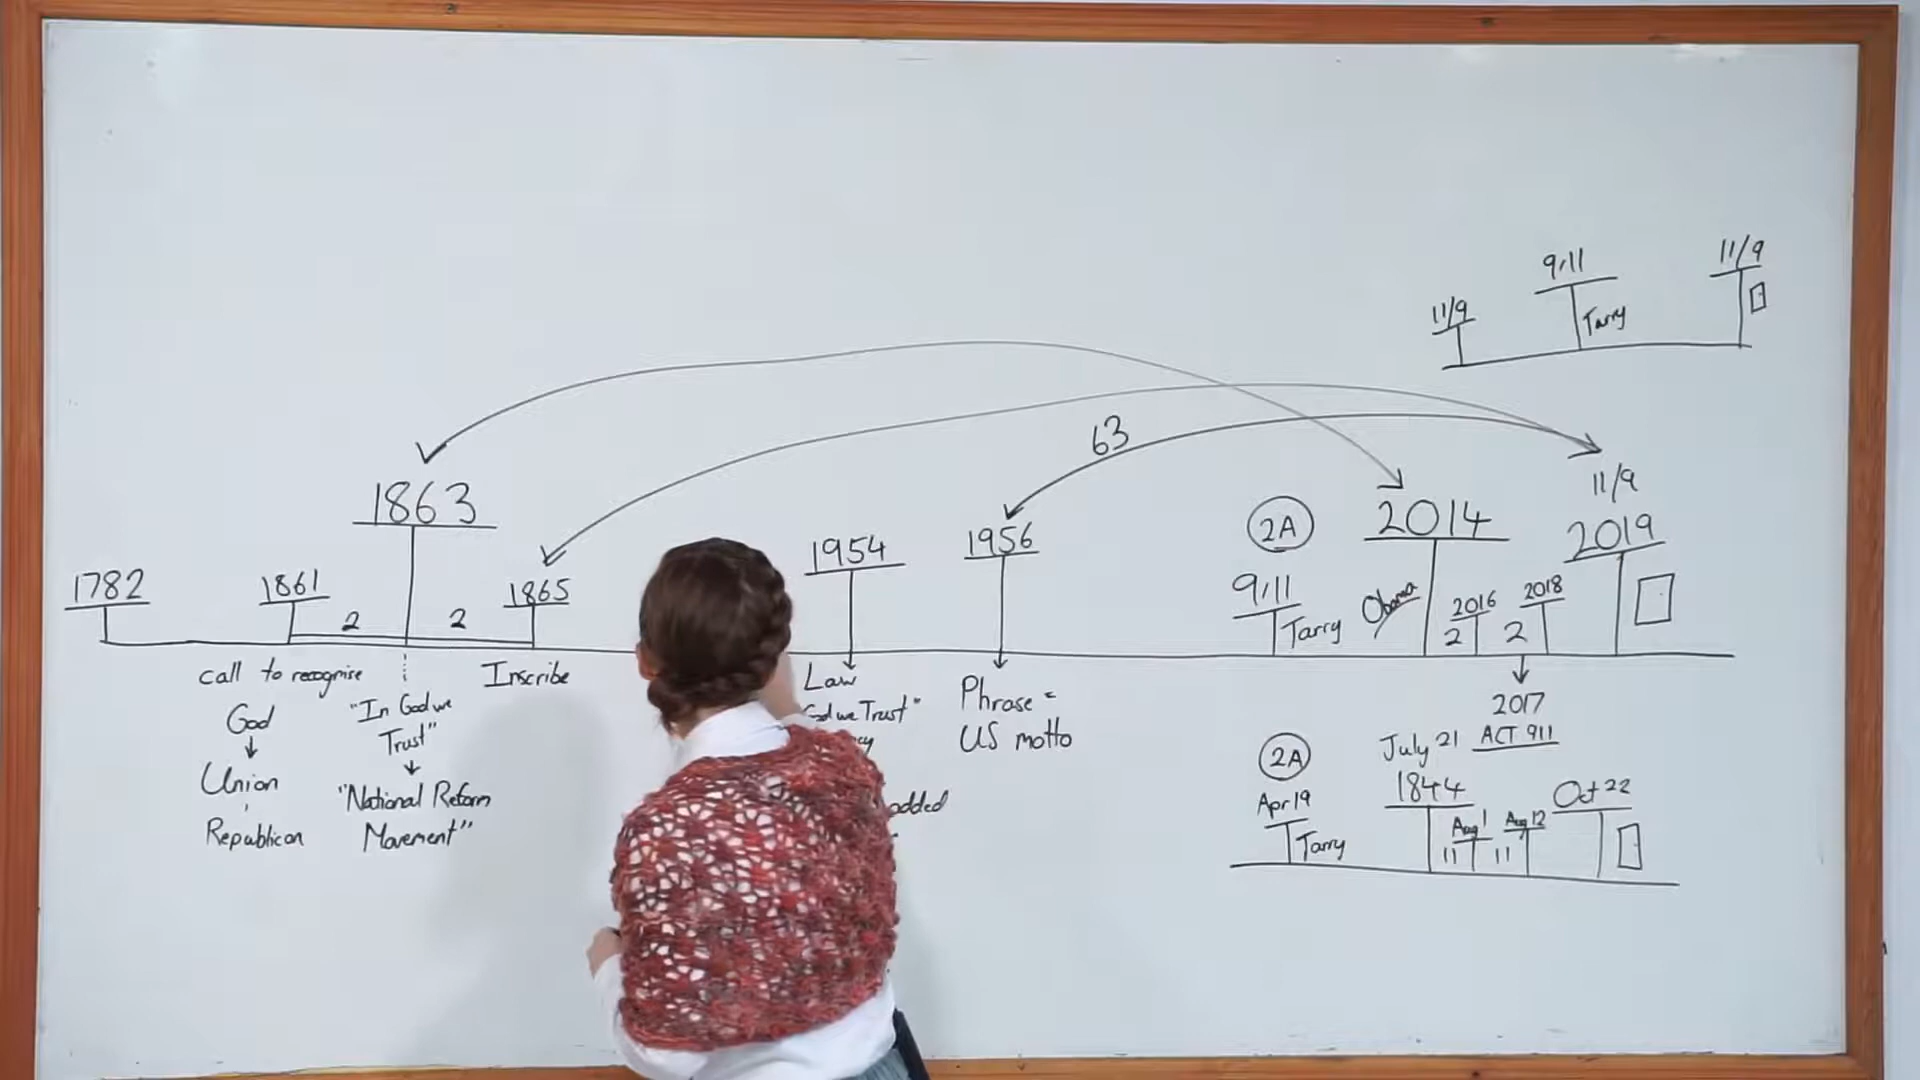 11/9
9/11
Tarry
11/9
63
1863
1782
1861
2
2
1865
1954
1956
2A
9/11
Tarry
Obama
2014
2016
2
2018
2
11/9
2019
call to recognise
God
Union
Republican
"In God we
Trust"
"National Reform
Movement"
Inscribe
Law
God we Trust"
added
Phrase =
US motto
2017
ACT 911
2A
Apr 19
Tarry
July 21
1844
Aug 1
11
Aug 12
11
Oct 22